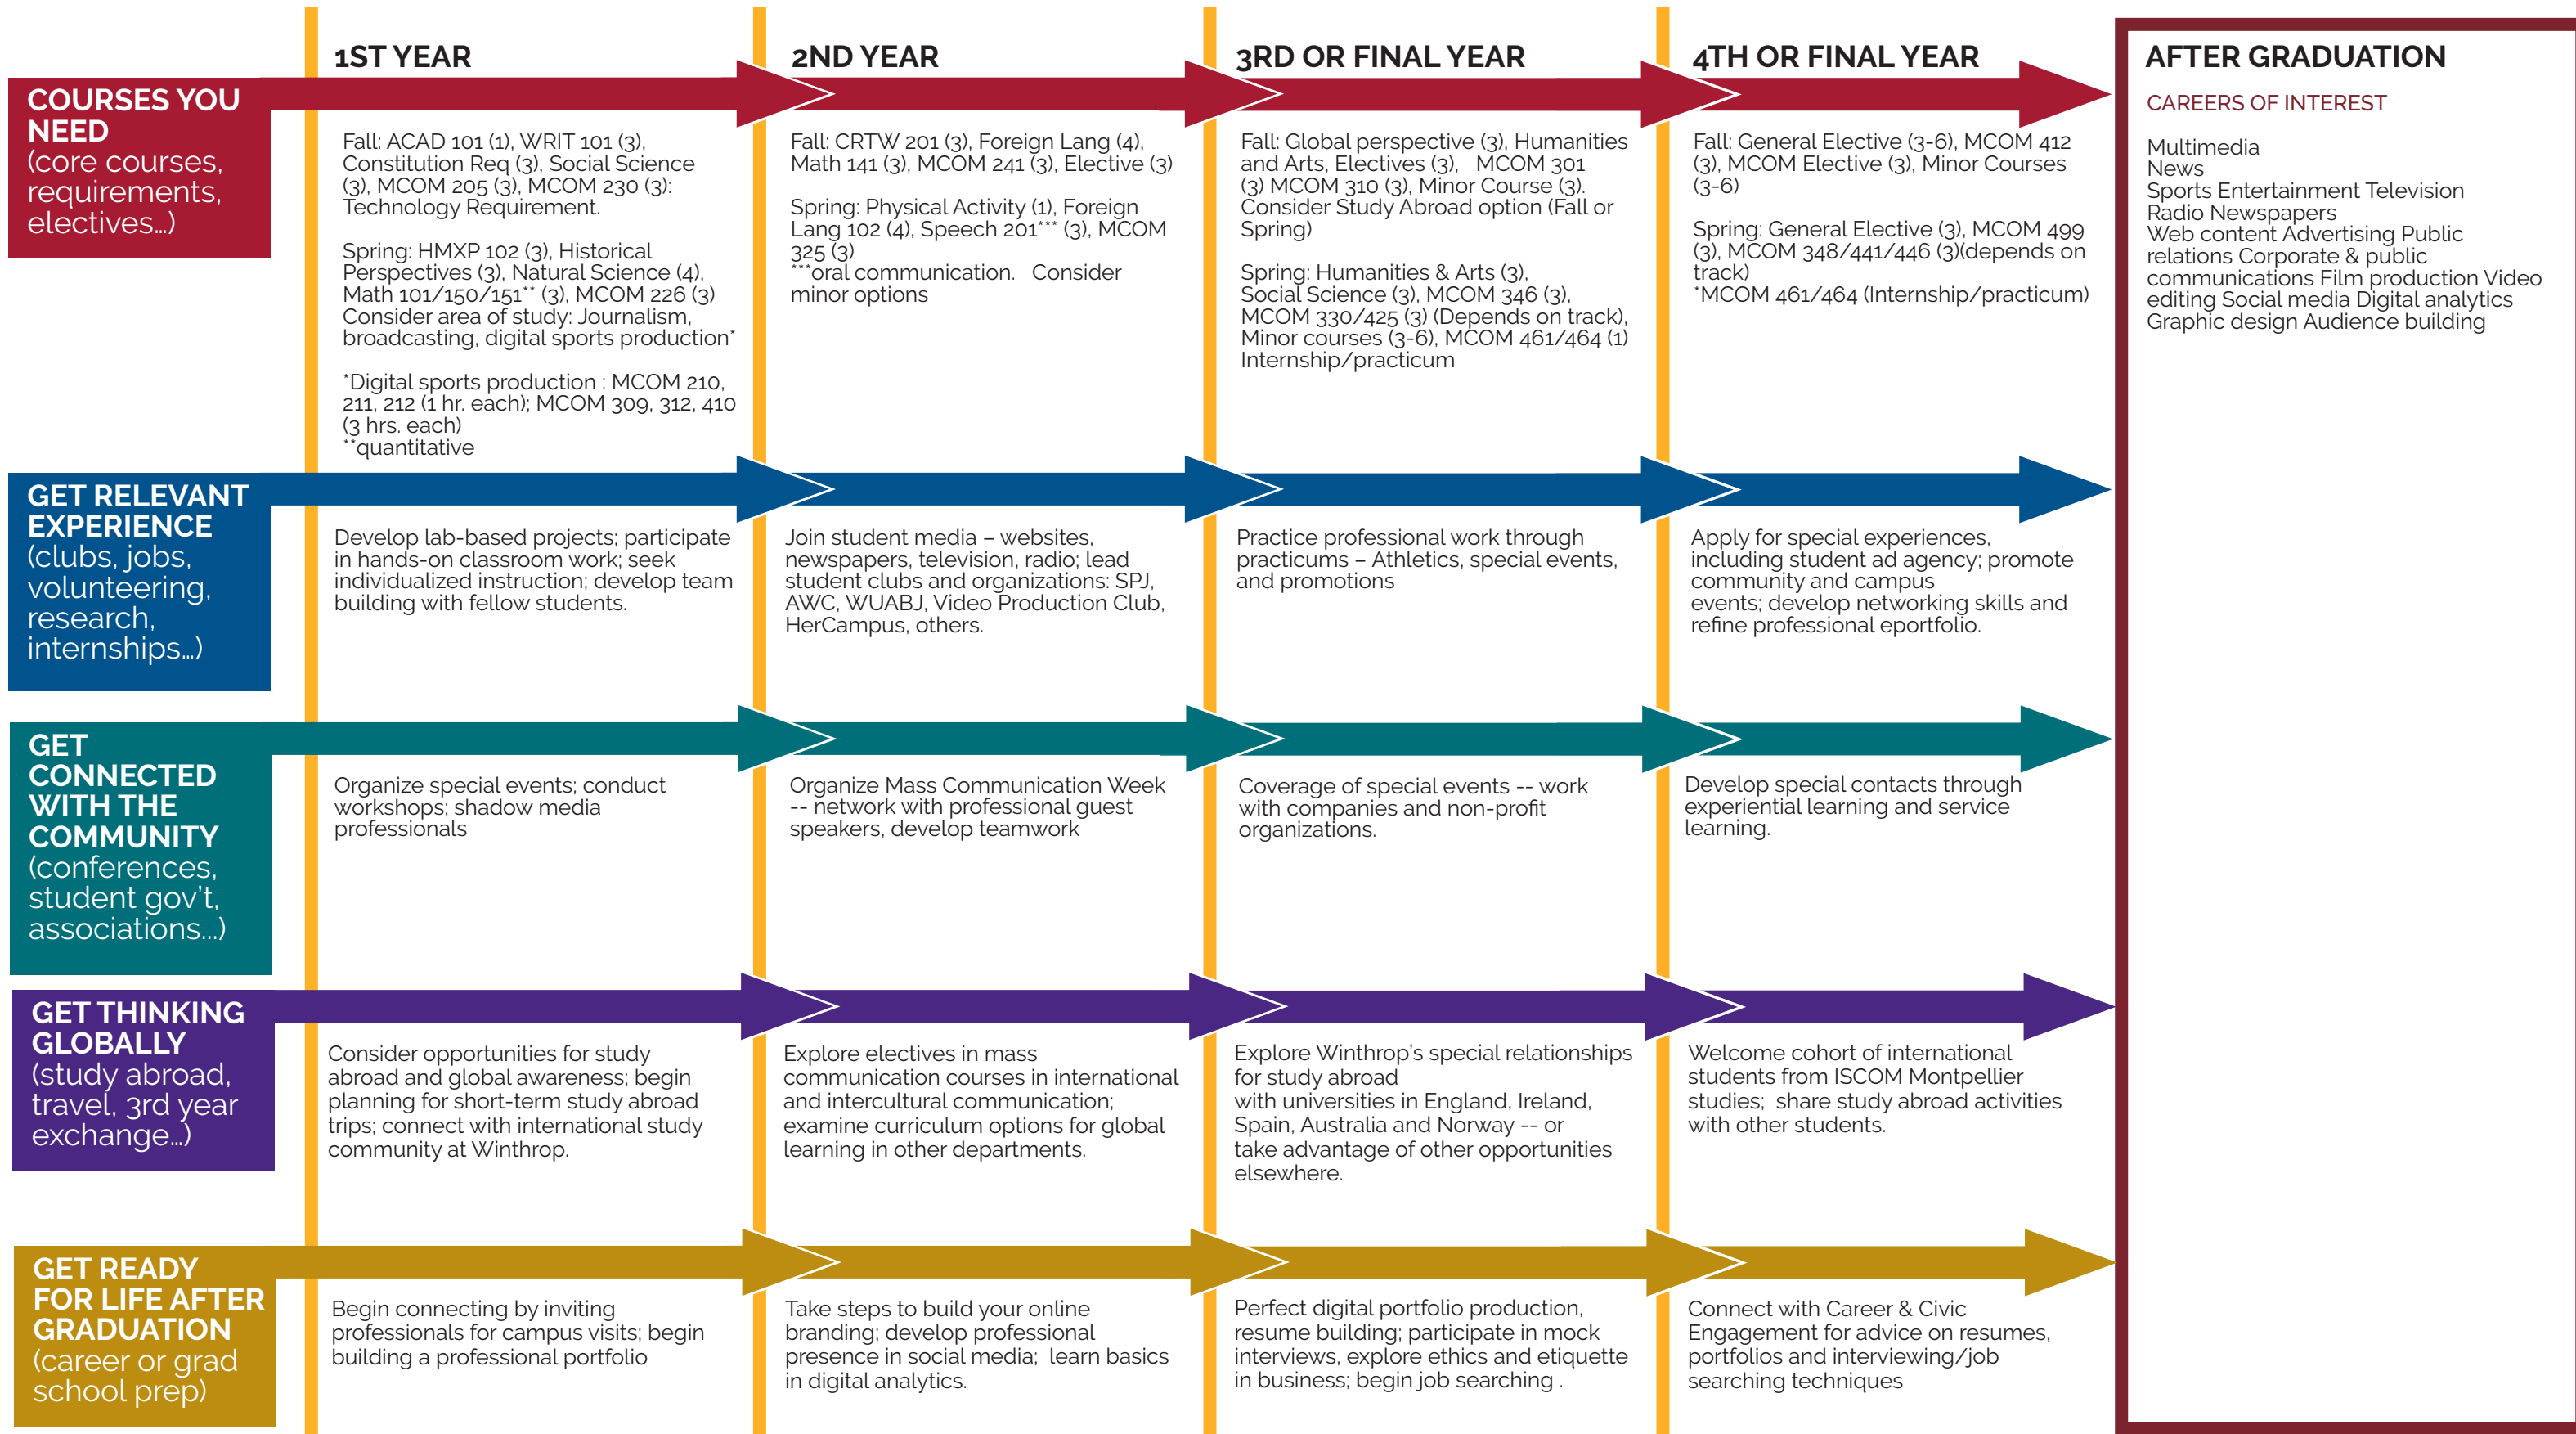 1ST YEAR
2ND YEAR
3RD OR FINAL YEAR
4TH OR FINAL YEAR
AFTER GRADUATION
COURSES YOU
NEED
(core courses,
requirements,
electives…)
Fall: ACAD 101 (1), WRIT 101 (3),
Constitution Req (3), Social Science
(3), MCOM 205 (3), MCOM 230 (3):
Technology Requirement.
Spring: HMXP 102 (3), Historical
Perspectives (3), Natural Science (4),
Math 101/150/151** (3), MCOM 226 (3)
Consider area of study: Journalism,
broadcasting, digital sports production*
*Digital sports production : MCOM 210,
211, 212 (1 hr. each); MCOM 309, 312, 410
(3 hrs. each)
**quantitative
Fall: CRTW 201 (3), Foreign Lang (4),
Math 141 (3), MCOM 241 (3), Elective (3)
Spring: Physical Activity (1), Foreign
Lang 102 (4), Speech 201*** (3), MCOM
325 (3)
***oral communication. Consider
minor options
Fall: Global perspective (3), Humanities
and Arts, Electives (3), MCOM 301
(3) MCOM 310 (3), Minor Course (3).
Consider Study Abroad option (Fall or
Spring)
Spring: Humanities & Arts (3),
Social Science (3), MCOM 346 (3),
MCOM 330/425 (3) (Depends on track),
Minor courses (3-6), MCOM 461/464 (1)
Internship/practicum
Fall: General Elective (3-6), MCOM 412
(3), MCOM Elective (3), Minor Courses
(3-6)
Spring: General Elective (3), MCOM 499
(3), MCOM 348/441/446 (3)(depends on
track)
*MCOM 461/464 (Internship/practicum)
CAREERS OF INTEREST
Multimedia
News
Sports Entertainment Television
Radio Newspapers
Web content Advertising Public
relations Corporate & public
communications Film production Video
editing Social media Digital analytics
Graphic design Audience building
GET RELEVANT
EXPERIENCE
(clubs, jobs,
volunteering,
research,
internships…)
Develop lab-based projects; participate
in hands-on classroom work; seek
individualized instruction; develop team
building with fellow students.
Join student media – websites,
newspapers, television, radio; lead
student clubs and organizations: SPJ,
AWC, WUABJ, Video Production Club,
HerCampus, others.
Practice professional work through
practicums – Athletics, special events,
and promotions
Apply for special experiences,
including student ad agency; promote
community and campus
events; develop networking skills and
refine professional eportfolio.
GET
CONNECTED
WITH THE
COMMUNITY
(conferences,
student gov't,
associations...)
Organize special events; conduct
workshops; shadow media
professionals
Organize Mass Communication Week
-- network with professional guest
speakers, develop teamwork
Coverage of special events -- work
with companies and non-profit
organizations.
Develop special contacts through
experiential learning and service
learning.
GET THINKING
GLOBALLY
(study abroad,
travel, 3rd year
exchange…)
Consider opportunities for study
abroad and global awareness; begin
planning for short-term study abroad
trips; connect with international study
community at Winthrop.
Explore electives in mass
communication courses in international
and intercultural communication;
examine curriculum options for global
learning in other departments.
Explore Winthrop's special relationships
for study abroad
with universities in England, Ireland,
Spain, Australia and Norway -- or
take advantage of other opportunities
elsewhere.
Welcome cohort of international
students from ISCOM Montpellier
studies; share study abroad activities
with other students.
GET READY
FOR LIFE AFTER
GRADUATION
(career or grad
school prep)
Begin connecting by inviting
professionals for campus visits; begin
building a professional portfolio
Take steps to build your online
branding; develop professional
presence in social media; learn basics
in digital analytics.
Perfect digital portfolio production,
resume building; participate in mock
interviews, explore ethics and etiquette
in business; begin job searching .
Connect with Career & Civic
Engagement for advice on resumes,
portfolios and interviewing/job
searching techniques